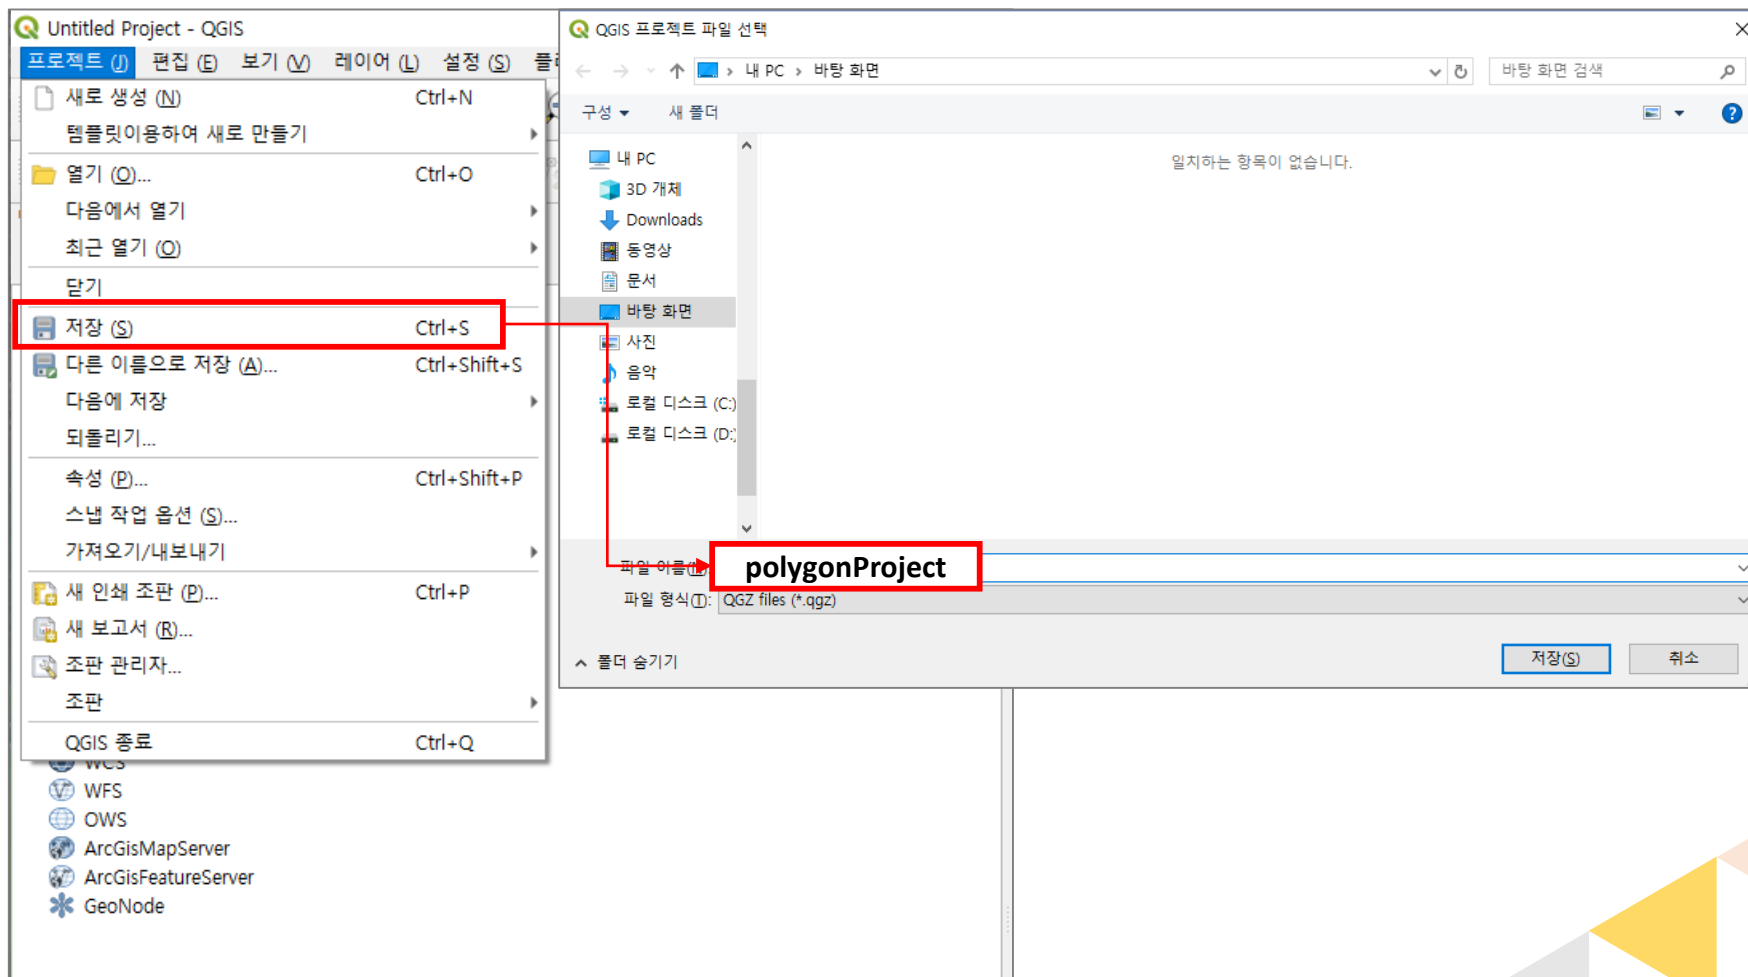 Untitled Project - QGIS
프로젝트 (J) 편집 (E) 보기 (V) 레이어 (L) 설정 (S)
새로 생성 (N) Ctrl+N
템플릿이용하여 새로 만들기
열기 (O)... Ctrl+O
다음에서 열기
최근 열기 (O)
닫기
저장 (S) Ctrl+S
다른 이름으로 저장 (A)... Ctrl+Shift+S
다음에 저장
되돌리기...
속성 (P)... Ctrl+Shift+P
스냅 작업 옵션 (S)...
가져오기/내보내기
새 인쇄 조판 (P)... Ctrl+P
새 보고서 (R)...
조판 관리자...
조판
QGIS 종료 Ctrl+Q
WCS
WFS
OWS
ArcGisMapServer
ArcGisFeatureServer
GeoNode
QGIS 프로젝트 파일 선택
내 PC › 바탕 화면
바탕 화면 검색
구성 새 폴더
내 PC
3D 개체
Downloads
동영상
문서
바탕 화면
사진
음악
로컬 디스크 (C:)
로컬 디스크 (D:)
일치하는 항목이 없습니다.
파일 이름(N): polygonProject
파일 형식(T): QGZ files (*.qgz)
폴더 숨기기
저장(S) 취소